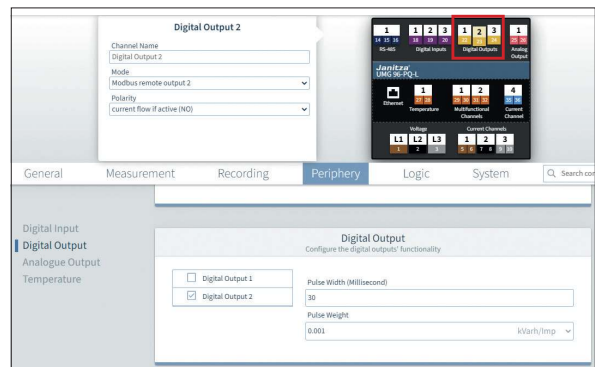 Digital Output 2
Channel Name
Digital Output 2
Mode
Modbus remote output 2
Polarity
current flow if active (NO)
1 1 2 3 1 2 3 1
14 15 16 18 19 20 22 23 24 25 26
RS-485 Digital Inputs Digital Outputs Analog
Output
Janitza®
UMG 96-PQ-L
1 1 2 4
27 28 29 30 31 32 35 36
Ethernet Temperature Multifunctional
Channels
Current
Channel
Voltage Current Channels
L1 L2 L3 1 2 3
1 2 3 5 6 7 8 9 10
General Measurement Recording Periphery Logic System Search con
Digital Input
Digital Output
Analogue Output
Temperature
Digital Output
Configure the digital outputs' functionality
Digital Output 1
Digital Output 2
Pulse Width (Millisecond)
30
Pulse Weight
0.001 kVarh/Imp